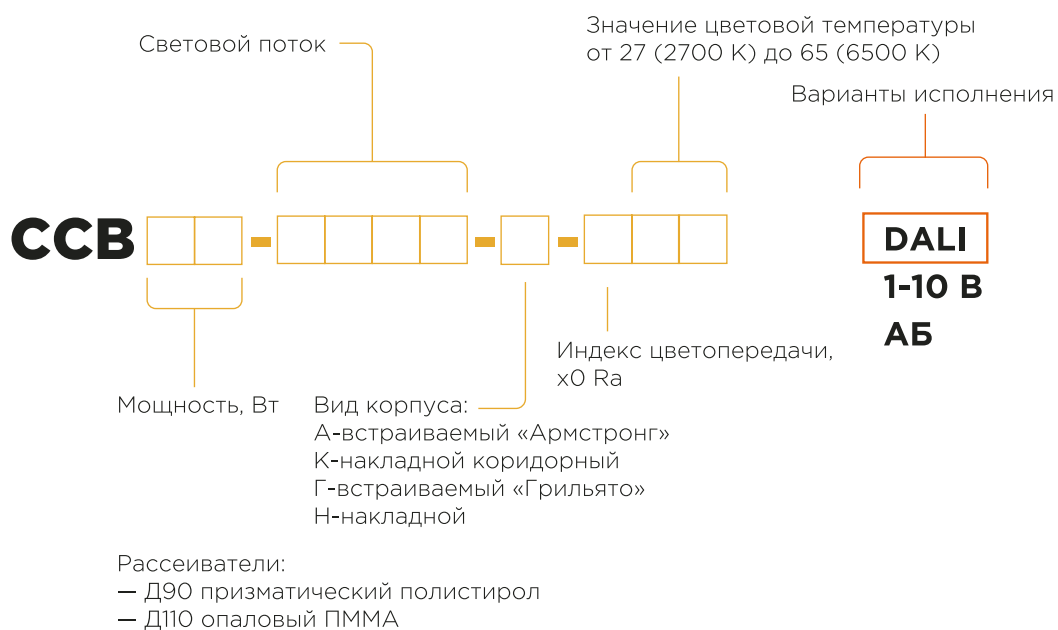 Световой поток
Значение цветовой температуры
от 27 (2700 К) до 65 (6500 К)
Варианты исполнения
ССВ
DALI
1-10 В
АБ
Индекс цветопередачи,
х0 Ra
Мощность, Вт
Вид корпуса:
А-встраиваемый «Армстронг»
К-накладной коридорный
Г-встраиваемый «Грильято»
Н-накладной
Рассеиватели:
— Д90 призматический полистирол
— Д110 опаловый ПММА